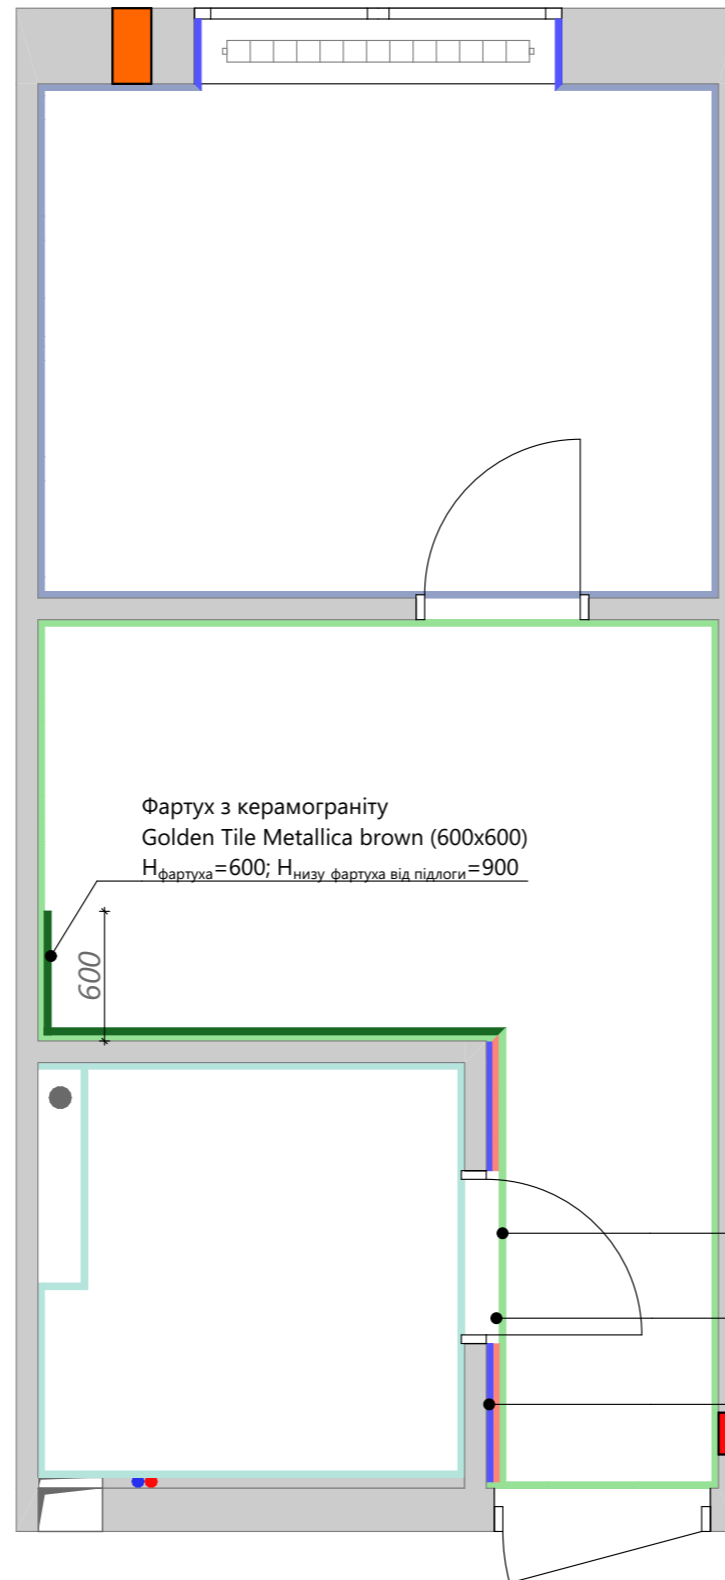 Фартух з керамограніту
Golden Tile Metallica brown (600x600)
Hфартуха=600; Hнизу фартуха від підлоги=900
600